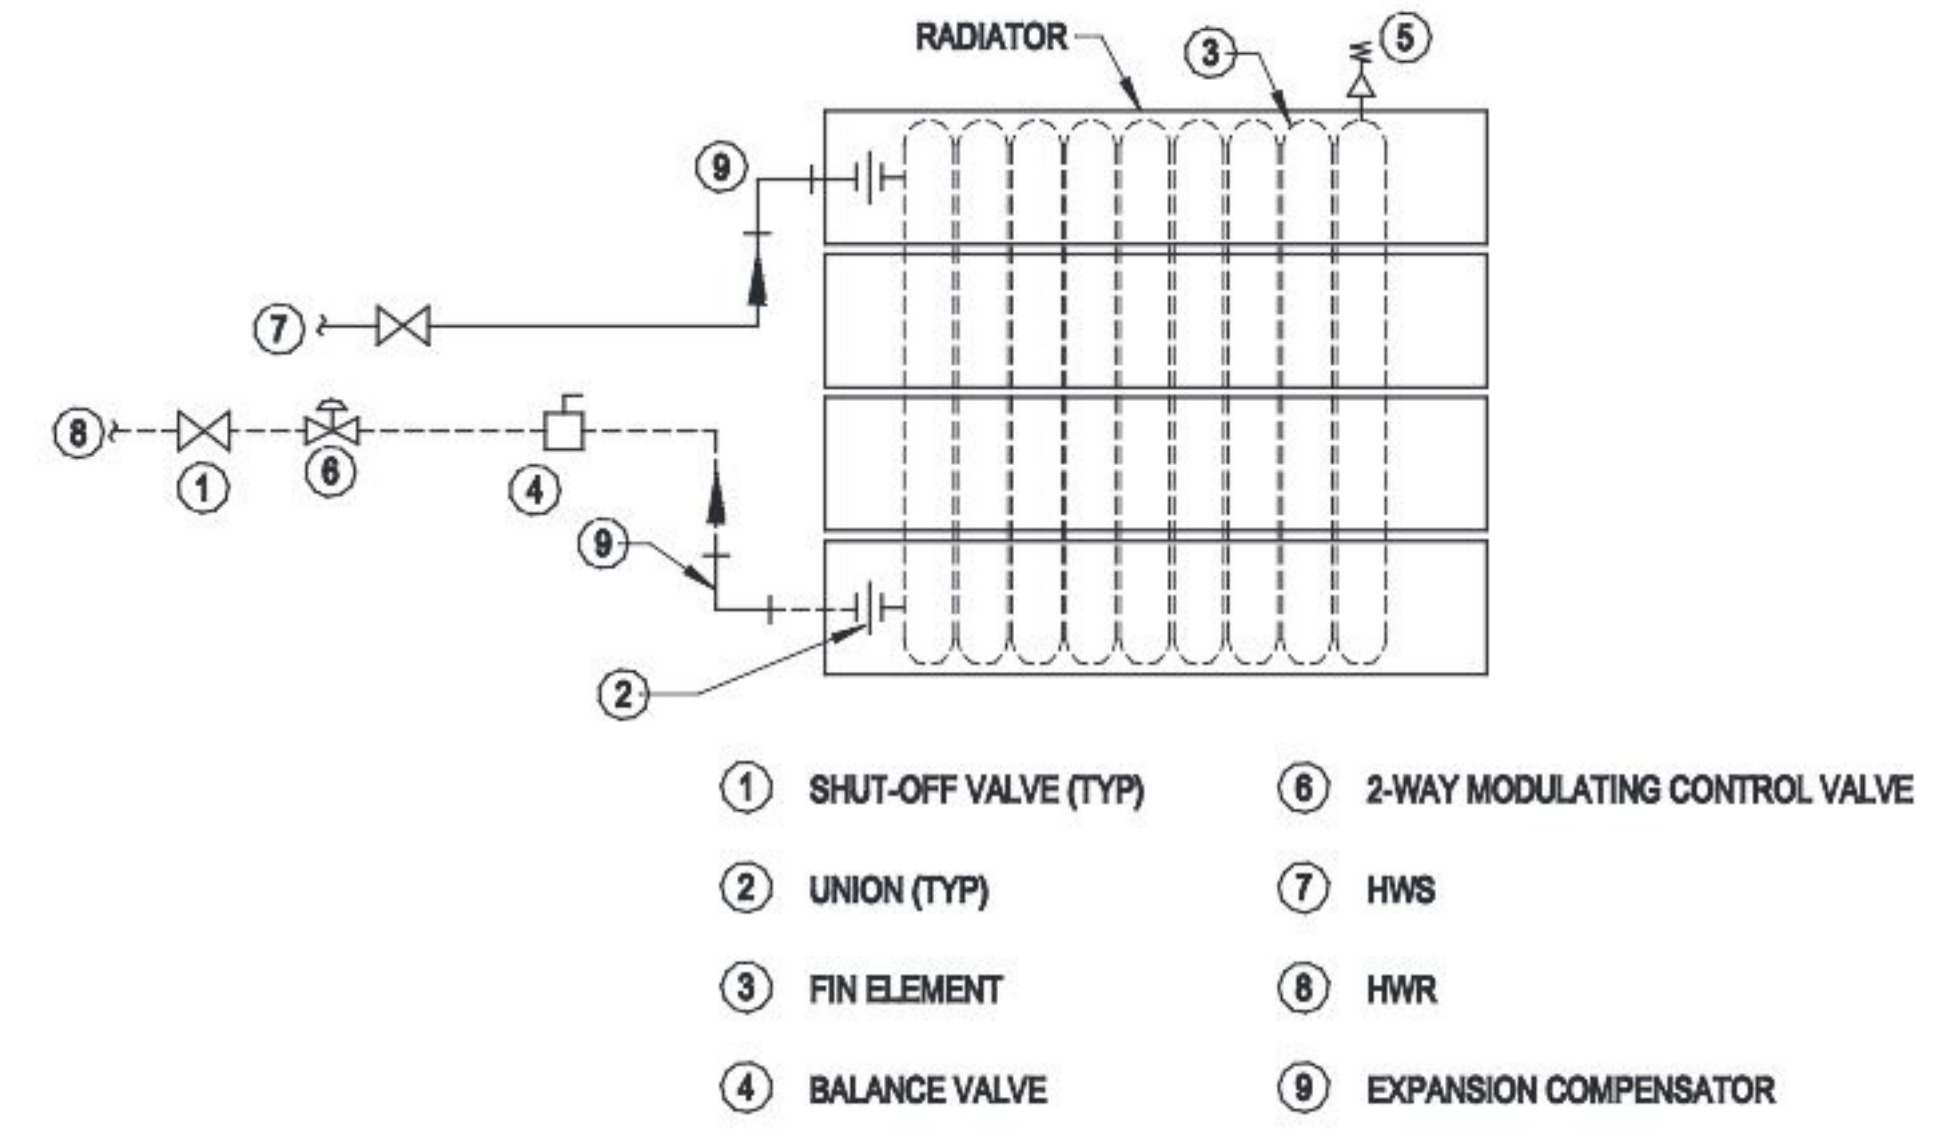 RADIATOR
3
5
9
7
8
1
6
4
9
2
1 SHUT-OFF VALVE (TYP)
6 2-WAY MODULATING CONTROL VALVE
2 UNION (TYP)
7 HWS
3 FIN ELEMENT
8 HWR
4 BALANCE VALVE
9 EXPANSION COMPENSATOR